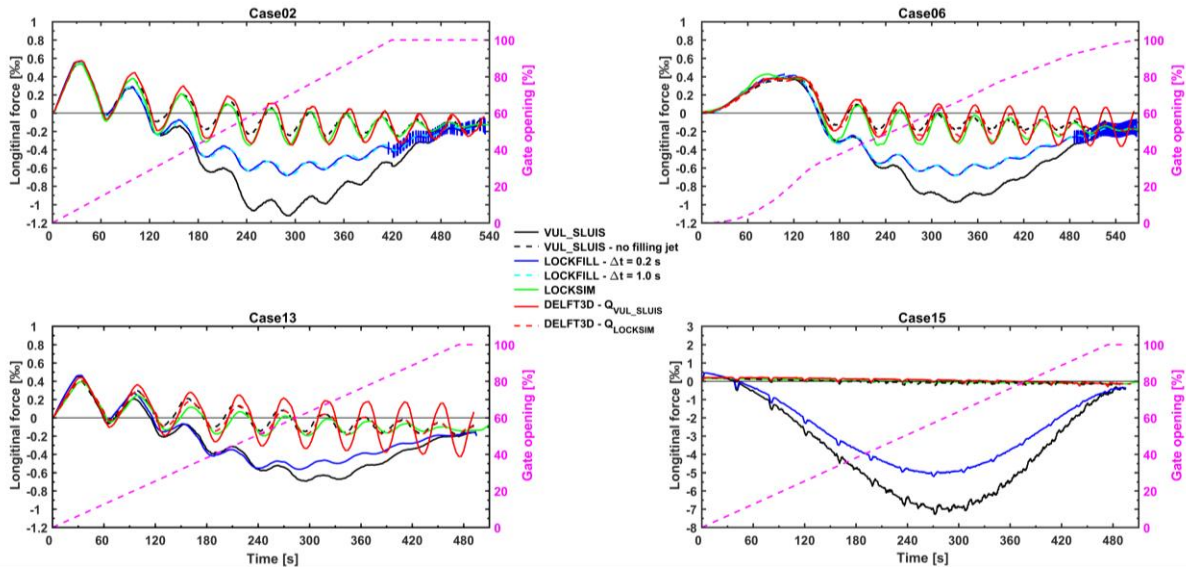 Case02
1
0.8
0.6
0.4
0.2
0
-0.2
-0.4
-0.6
-0.8
-1
-1.2
Longitinal force [‰]
0 60 120 180 240 300 360 420 480 540
100
80
60
40
20
0
Gate opening [%]
Case06
1
0.8
0.6
0.4
0.2
0
-0.2
-0.4
-0.6
-0.8
-1
-1.2
Longitinal force [‰]
0 60 120 180 240 300 360 420 480 540
100
80
60
40
20
0
Gate opening [%]
VUL_SLUIS
VUL_SLUIS - no filling jet
LOCKFILL - Δt = 0.2 s
LOCKFILL - Δt = 1.0 s
LOCKSIM
DELFT3D - QVUL_SLUIS
DELFT3D - QLOCKSIM
Case13
1
0.8
0.6
0.4
0.2
0
-0.2
-0.4
-0.6
-0.8
-1
-1.2
Longitinal force [‰]
0 60 120 180 240 300 360 420 480
Time [s]
100
80
60
40
20
0
Gate opening [%]
Case15
3
2
1
0
-1
-2
-3
-4
-5
-6
-7
-8
Longitinal force [‰]
0 60 120 180 240 300 360 420 480
Time [s]
100
80
60
40
20
0
Gate opening [%]